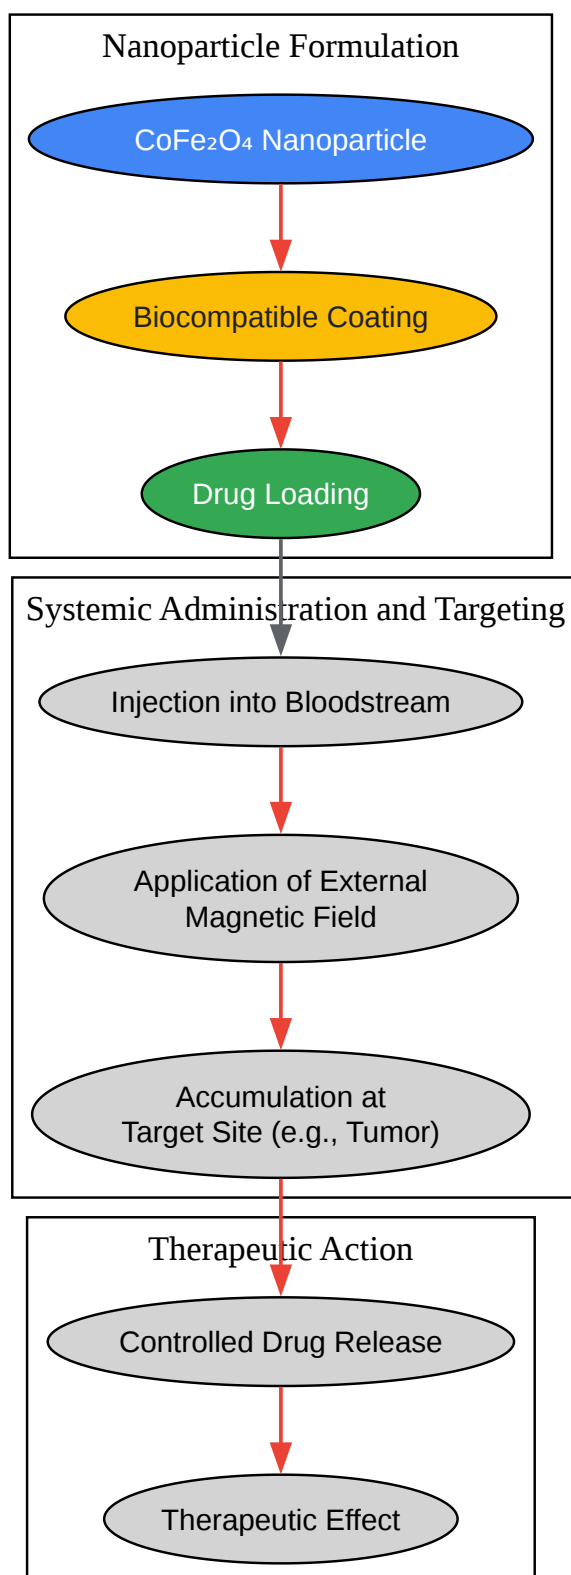 Nanoparticle Formulation
CoFe₂O₄ Nanoparticle
Biocompatible Coating
Drug Loading
Systemic Administration and Targeting
Injection into Bloodstream
Application of External
Magnetic Field
Accumulation at
Target Site (e.g., Tumor)
Therapeutic Action
Controlled Drug Release
Therapeutic Effect